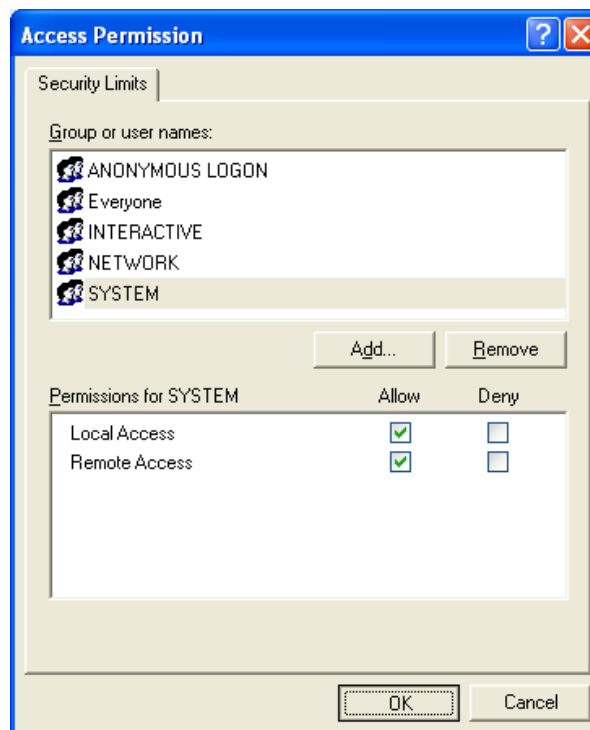 Access Permission
Security Limits
Group or user names:
ANONYMOUS LOGON
Everyone
INTERACTIVE
NETWORK
SYSTEM
Add... Remove
Permissions for SYSTEM Allow Deny
Local Access
Remote Access
OK Cancel